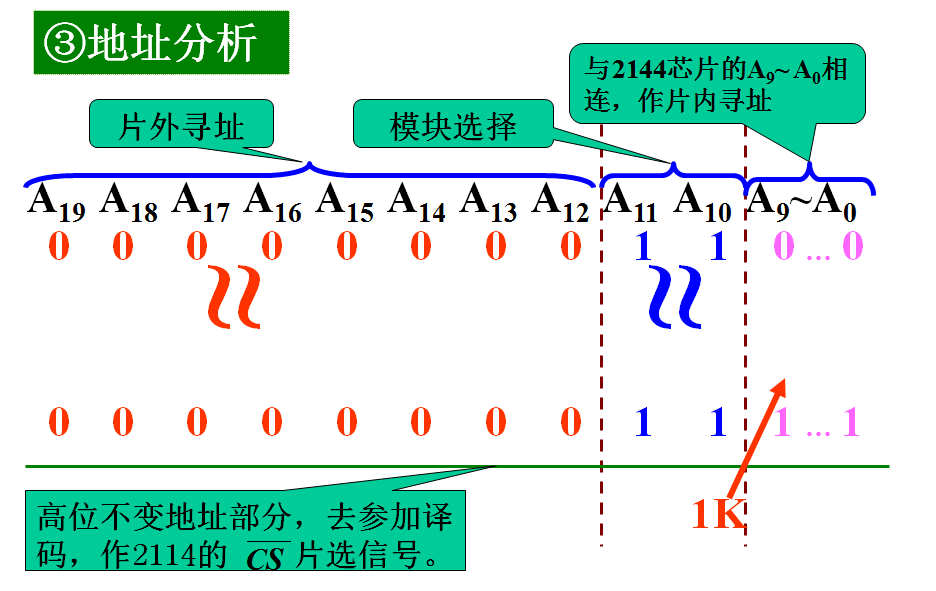 ③地址分析
与2144芯片的A₉~A₀相
连，作片内寻址
片外寻址
模块选择
A₁₉ A₁₈ A₁₇ A₁₆ A₁₅ A₁₄ A₁₃ A₁₂ A₁₁ A₁₀ A₉~A₀
0 0 0 0 0 0 0 0 1 1 0 ... 0
0 0 0 0 0 0 0 0 1 1 1 ... 1
1K
高位不变地址部分，去参加译
码，作2114的 C̅S̅ 片选信号。